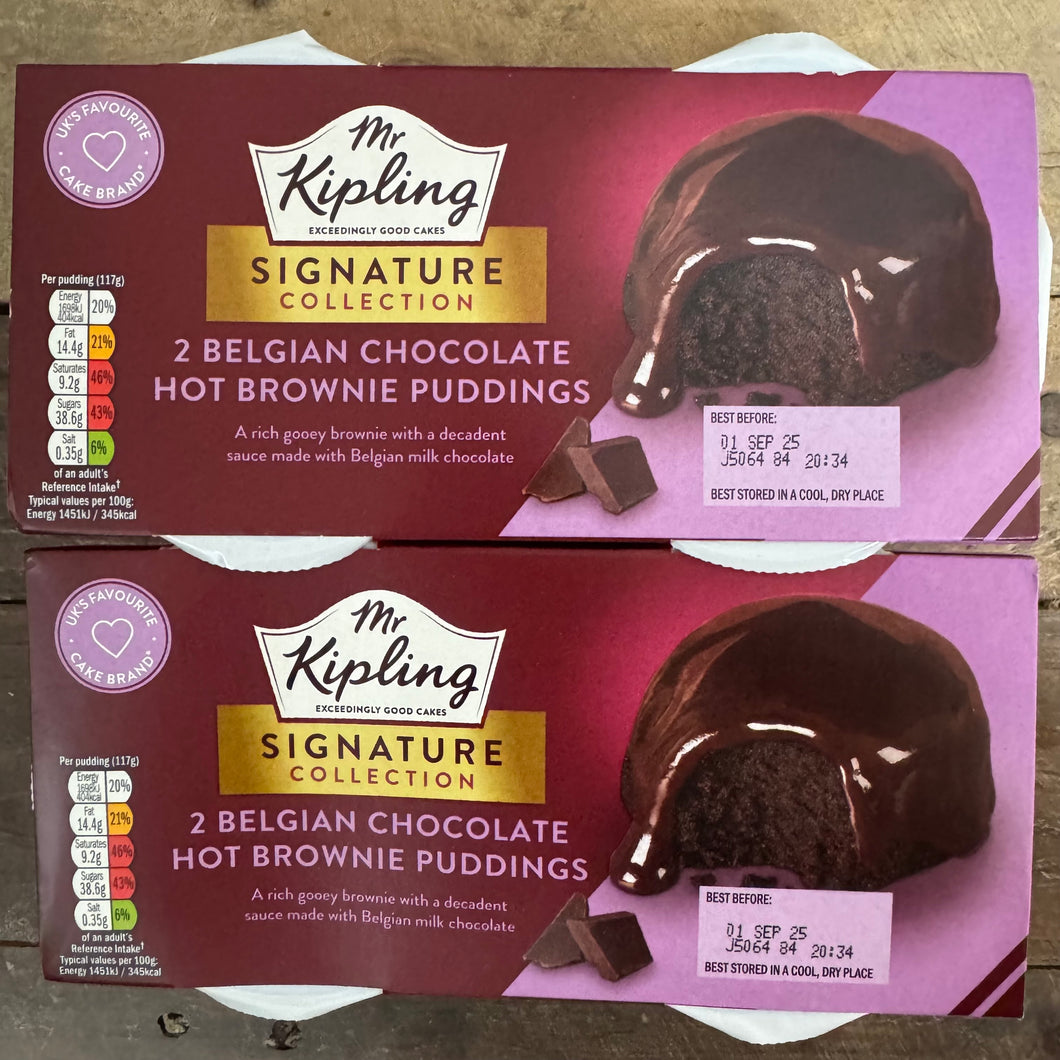 UK'S FAVOURITE
CAKE BRAND*
Mr
Kipling
EXCEEDINGLY GOOD CAKES
SIGNATURE
COLLECTION
2 BELGIAN CHOCOLATE
HOT BROWNIE PUDDINGS
A rich gooey brownie with a decadent
sauce made with Belgian milk chocolate
Per pudding (117g)
Energy
1698kJ
404kcal
20%
Fat
14.4g
21%
Saturates
9.2g
46%
Sugars
38.6g
43%
Salt
0.35g
6%
of an adult's
Reference Intake†
Typical values per 100g:
Energy 1451kJ / 345kcal
BEST BEFORE:
01 SEP 25
J5064 84 20:34
BEST STORED IN A COOL, DRY PLACE
UK'S FAVOURITE
CAKE BRAND*
Mr
Kipling
EXCEEDINGLY GOOD CAKES
SIGNATURE
COLLECTION
2 BELGIAN CHOCOLATE
HOT BROWNIE PUDDINGS
A rich gooey brownie with a decadent
sauce made with Belgian milk chocolate
Per pudding (117g)
Energy
1698kJ
404kcal
20%
Fat
14.4g
21%
Saturates
9.2g
46%
Sugars
38.6g
43%
Salt
0.35g
6%
of an adult's
Reference Intake†
Typical values per 100g:
Energy 1451kJ / 345kcal
BEST BEFORE:
01 SEP 25
J5064 84 20:34
BEST STORED IN A COOL, DRY PLACE